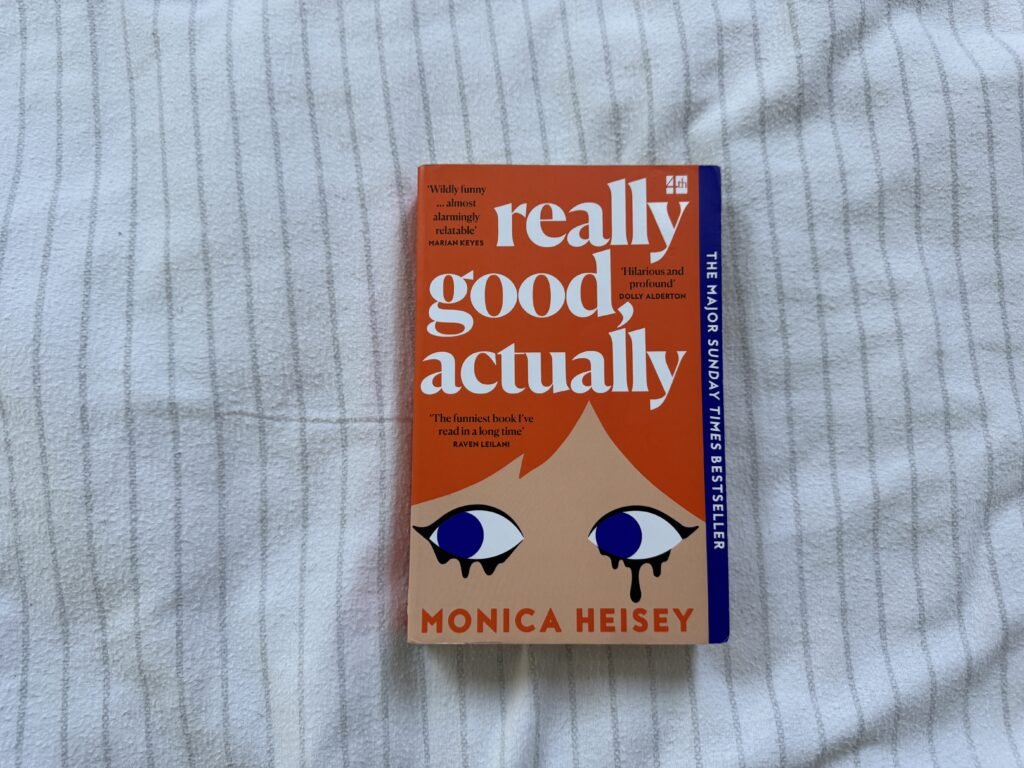 'Wildly funny
... almost
alarmingly
relatable'
MARIAN KEYES
4th
really
good,
actually
'Hilarious and
profound'
DOLLY ALDERTON
'The funniest book I've
read in a long time'
RAVEN LEILANI
MONICA HEISEY
THE MAJOR SUNDAY TIMES BESTSELLER